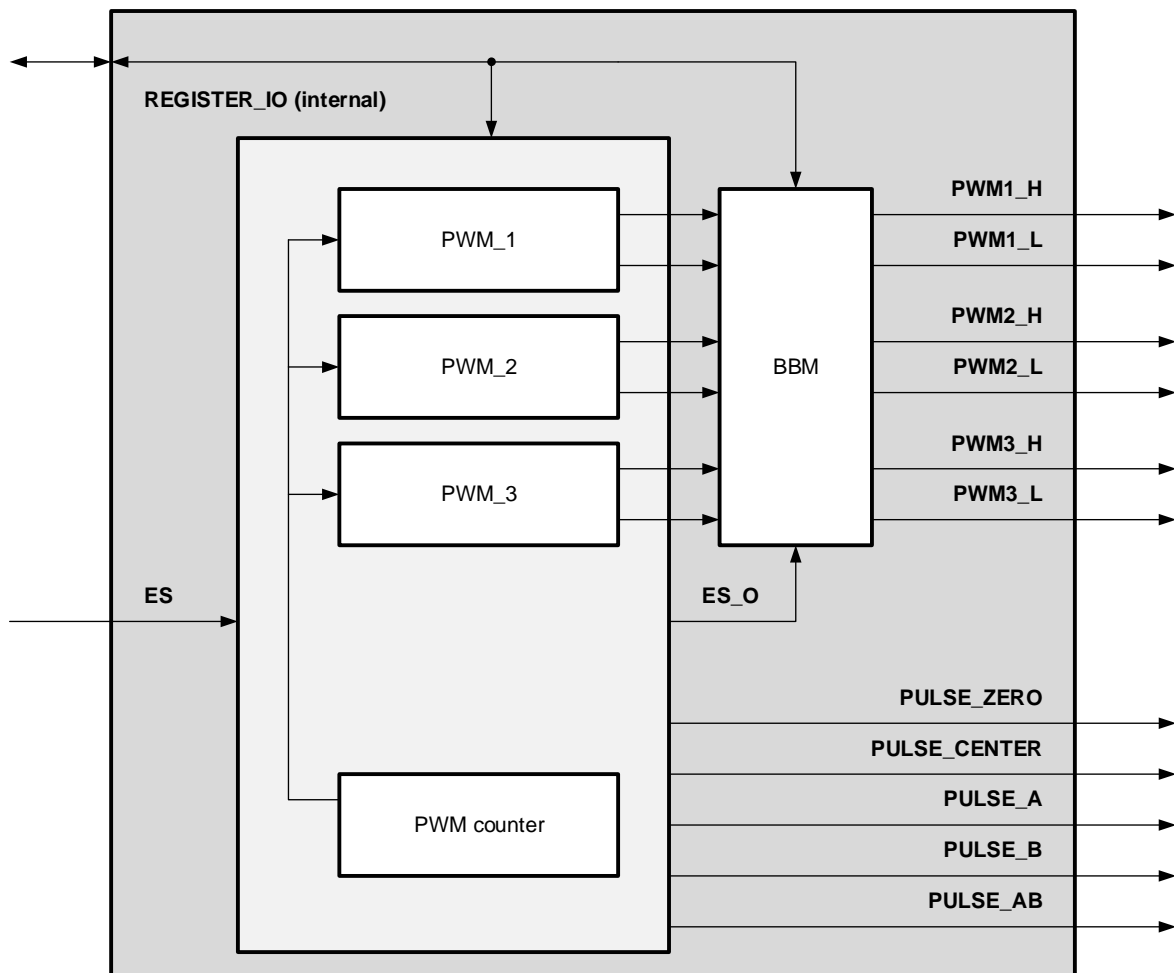 REGISTER_IO (internal)
PWM_1
PWM_2
PWM_3
BBM
PWM1_H
PWM1_L
PWM2_H
PWM2_L
PWM3_H
PWM3_L
ES
ES_O
PULSE_ZERO
PULSE_CENTER
PULSE_A
PULSE_B
PULSE_AB
PWM counter